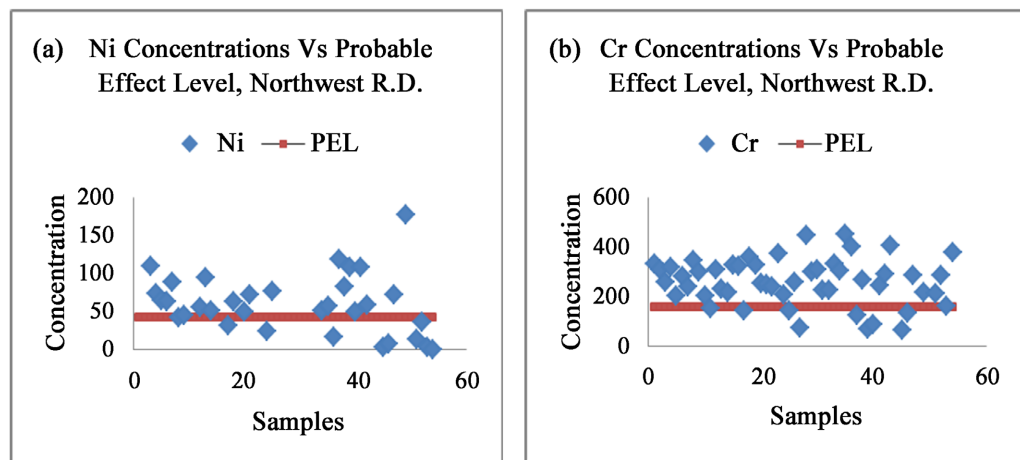 (a) Ni Concentrations Vs Probable
Effect Level, Northwest R.D.
Ni PEL
Concentration
200
150
100
50
0
0 20 40 60
Samples
(b) Cr Concentrations Vs Probable
Effect Level, Northwest R.D.
Cr PEL
Concentration
600
400
200
0
0 20 40 60
Samples